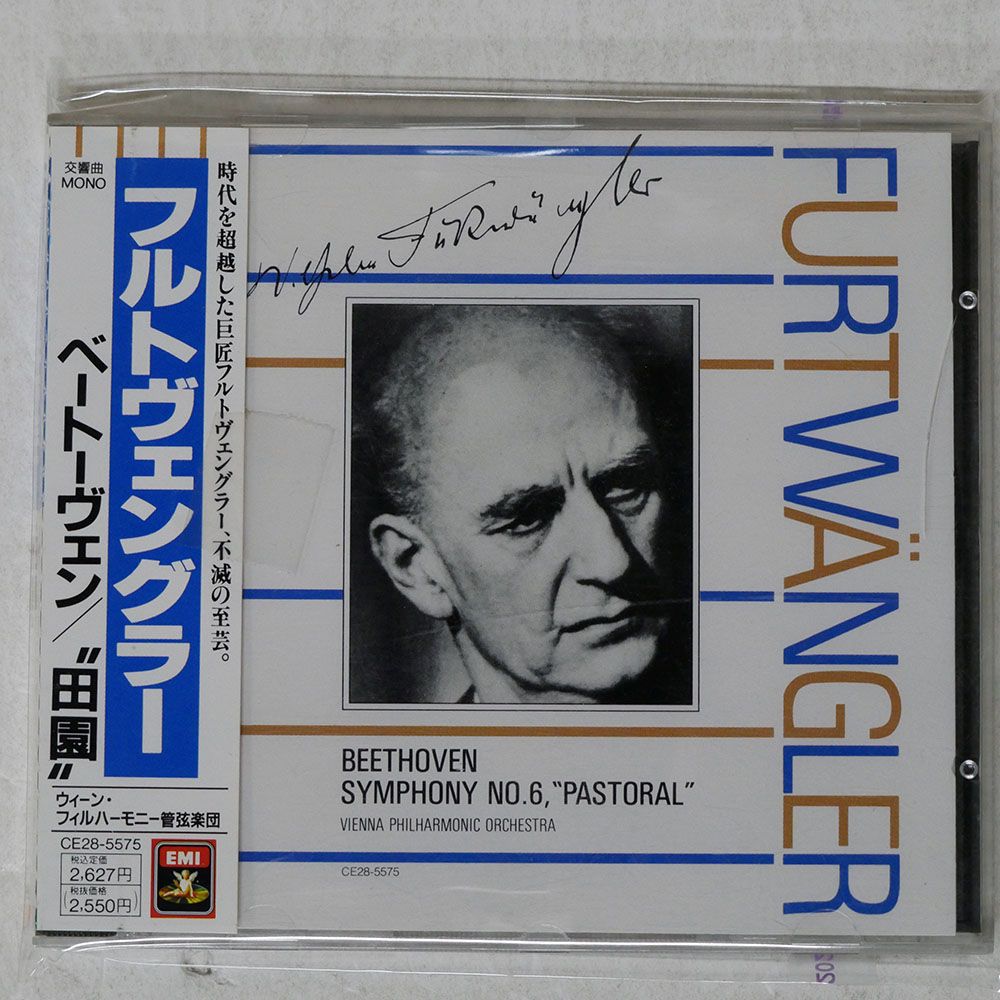 交響曲
MONO
フルトヴェングラー
ベートーヴェン/〝田園〟
時代を超越した巨匠フルトヴェングラー、不滅の至芸。
ウィーン・
フィルハーモニー管弦楽団
CE28-5575
税込定価
2,627円
税抜価格
(2,550円)
EMI
Wilhelm Furtwängler
FURTWÄNGLER
BEETHOVEN
SYMPHONY NO.6, "PASTORAL"
VIENNA PHILHARMONIC ORCHESTRA
CE28-5575